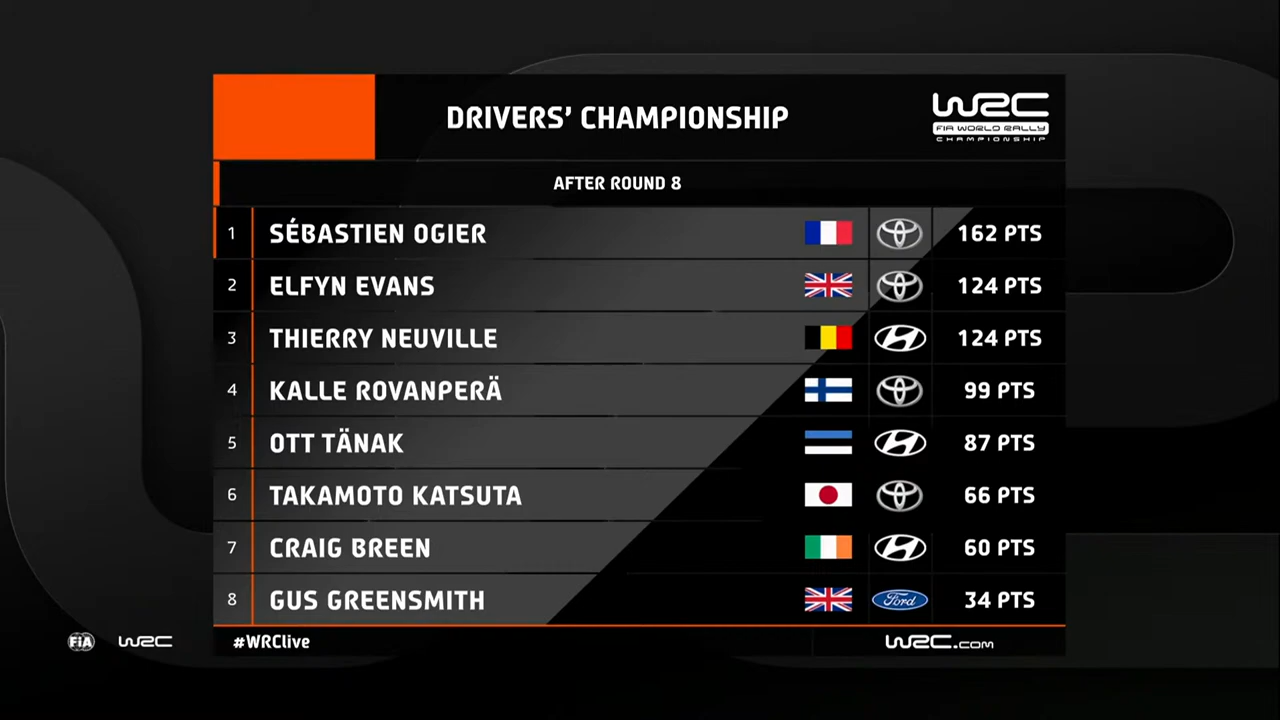 DRIVERS' CHAMPIONSHIP
WRC
FIA WORLD RALLY
CHAMPIONSHIP
AFTER ROUND 8
1 SÉBASTIEN OGIER 162 PTS
2 ELFYN EVANS 124 PTS
3 THIERRY NEUVILLE 124 PTS
4 KALLE ROVANPERÄ 99 PTS
5 OTT TÄNAK 87 PTS
6 TAKAMOTO KATSUTA 66 PTS
7 CRAIG BREEN 60 PTS
8 GUS GREENSMITH Ford 34 PTS
FIA WRC #WRClive WRC.COM